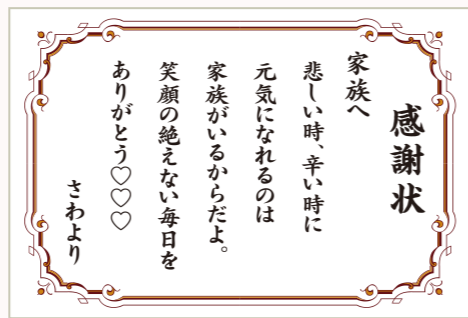 感謝状
家族へ
悲しい時、辛い時に
元気になれるのは
家族がいるからだよ。
笑顔の絶えない毎日を
ありがとう♡♡♡
さわより